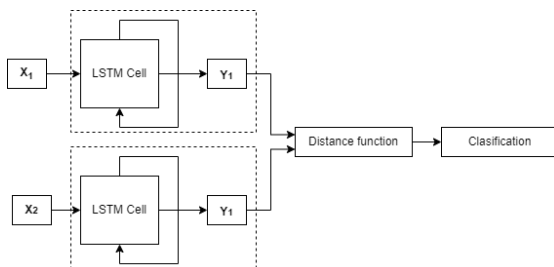 X1
LSTM Cell
Y1
Distance function
Clasification
X2
LSTM Cell
Y1